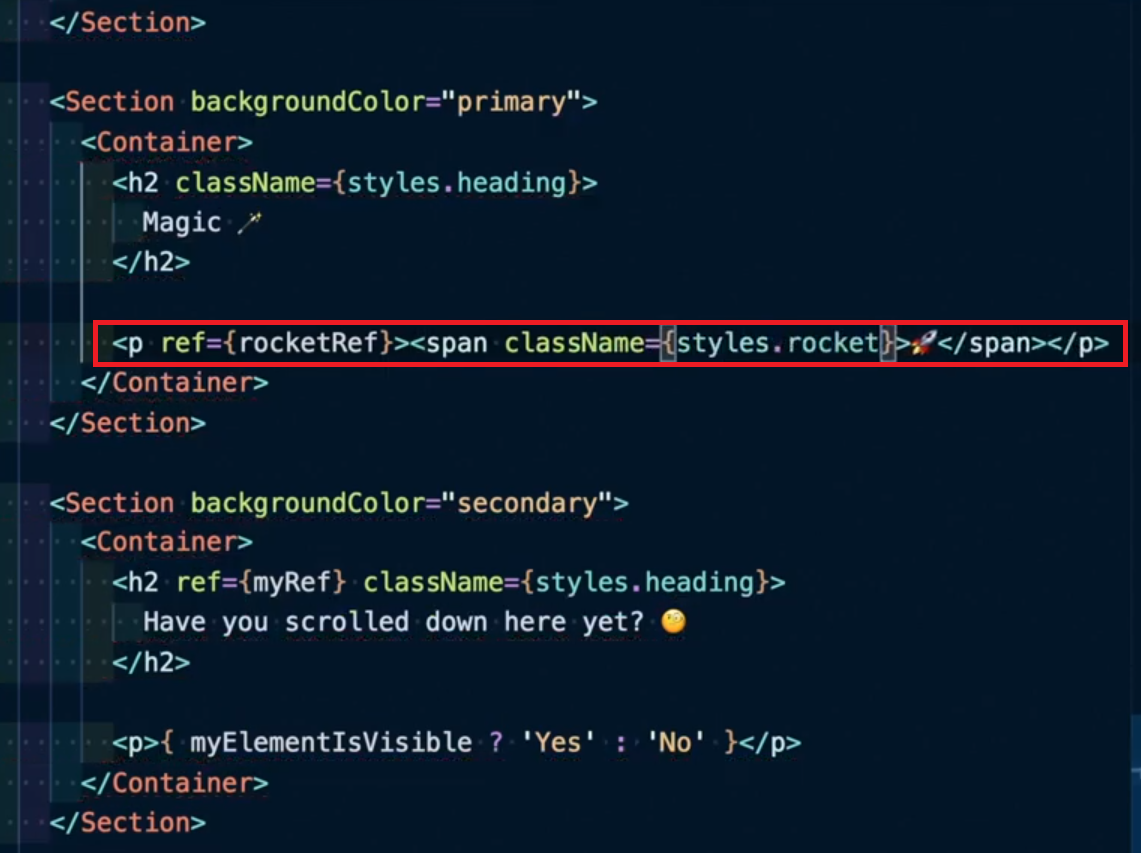 </Section>
<Section backgroundColor="primary">
<Container>
<h2 className={styles.heading}>
Magic 🪄
</h2>
<p ref={rocketRef}><span className={styles.rocket}>🚀</span></p>
</Container>
</Section>
<Section backgroundColor="secondary">
<Container>
<h2 ref={myRef} className={styles.heading}>
Have you scrolled down here yet? 🧐
</h2>
<p>{ myElementIsVisible ? 'Yes' : 'No' }</p>
</Container>
</Section>